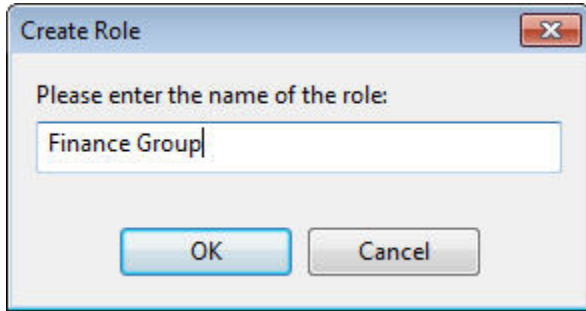 Create Role
Please enter the name of the role:
Finance Group
OK Cancel